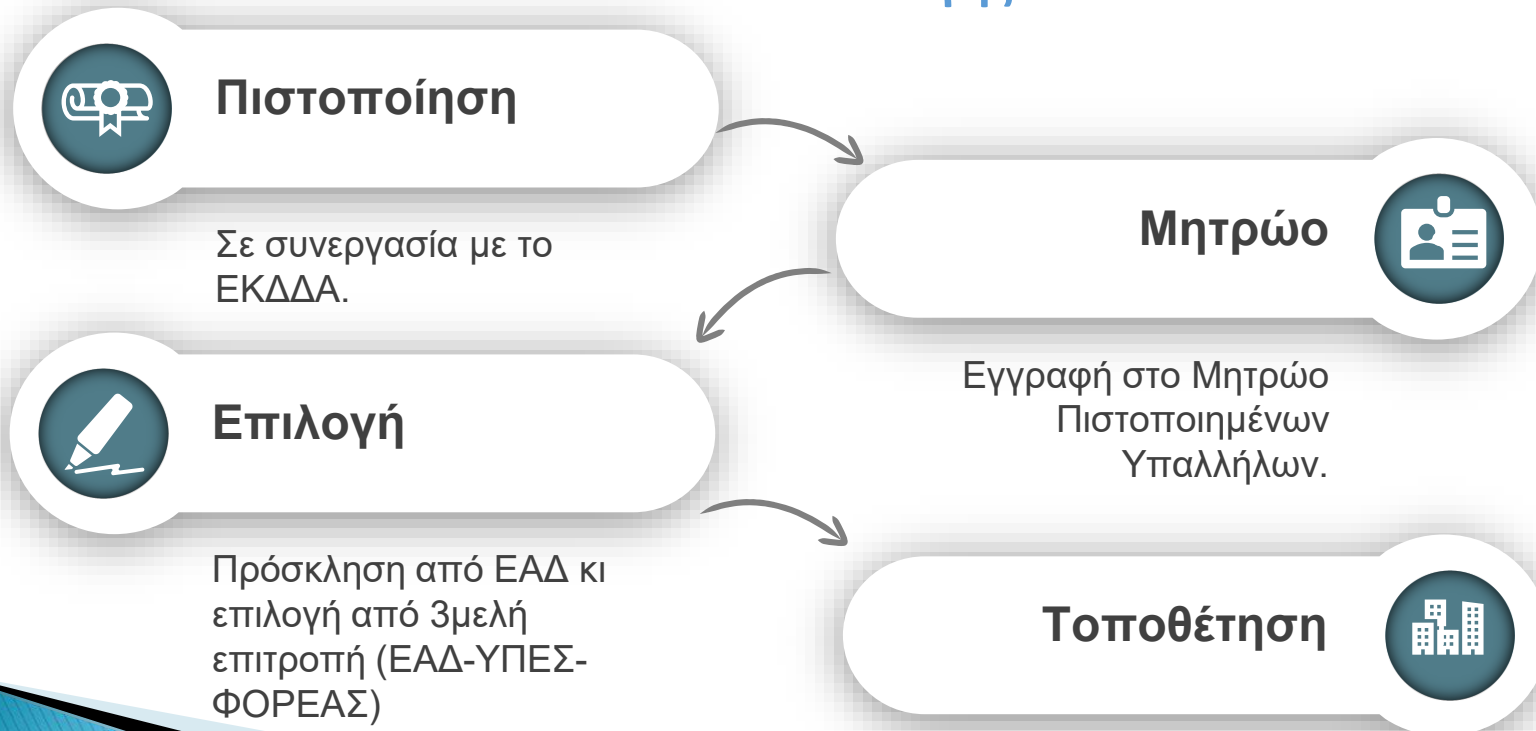 Πιστοποίηση
Σε συνεργασία με το
ΕΚΔΔΑ.
Μητρώο
Εγγραφή στο Μητρώο
Πιστοποιημένων
Υπαλλήλων.
Επιλογή
Πρόσκληση από ΕΑΔ κι
επιλογή από 3μελή
επιτροπή (ΕΑΔ-ΥΠΕΣ-
ΦΟΡΕΑΣ)
Τοποθέτηση